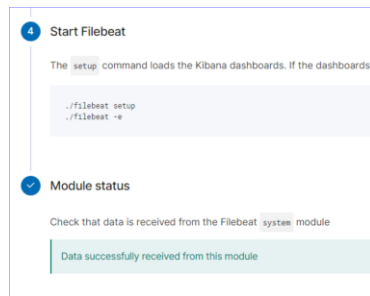 4 Start Filebeat
The setup command loads the Kibana dashboards. If the dashboards
./filebeat setup
./filebeat -e
Module status
Check that data is received from the Filebeat system module
Data successfully received from this module